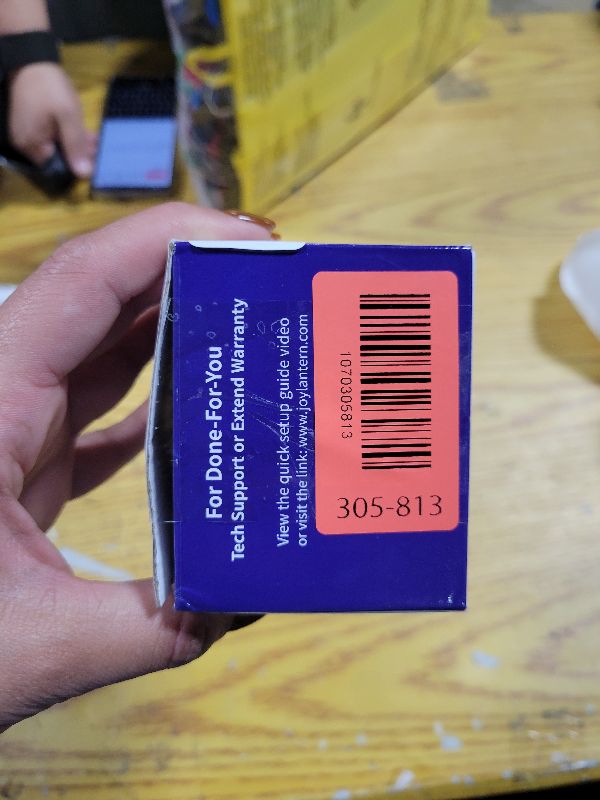 For Done-For-You
Tech Support or Extend Warranty
View the quick setup guide video
or visit the link: www.joylantern.com
1070305813
305-813